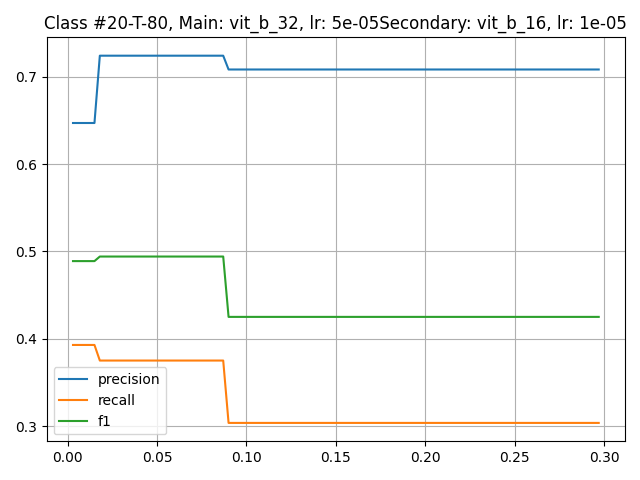 Class #20-T-80, Main: vit_b_32, lr: 5e-05Secondary: vit_b_16, lr: 1e-05
0.7
0.6
0.5
0.4
0.3
precision
recall
f1
0.00 0.05 0.10 0.15 0.20 0.25 0.30